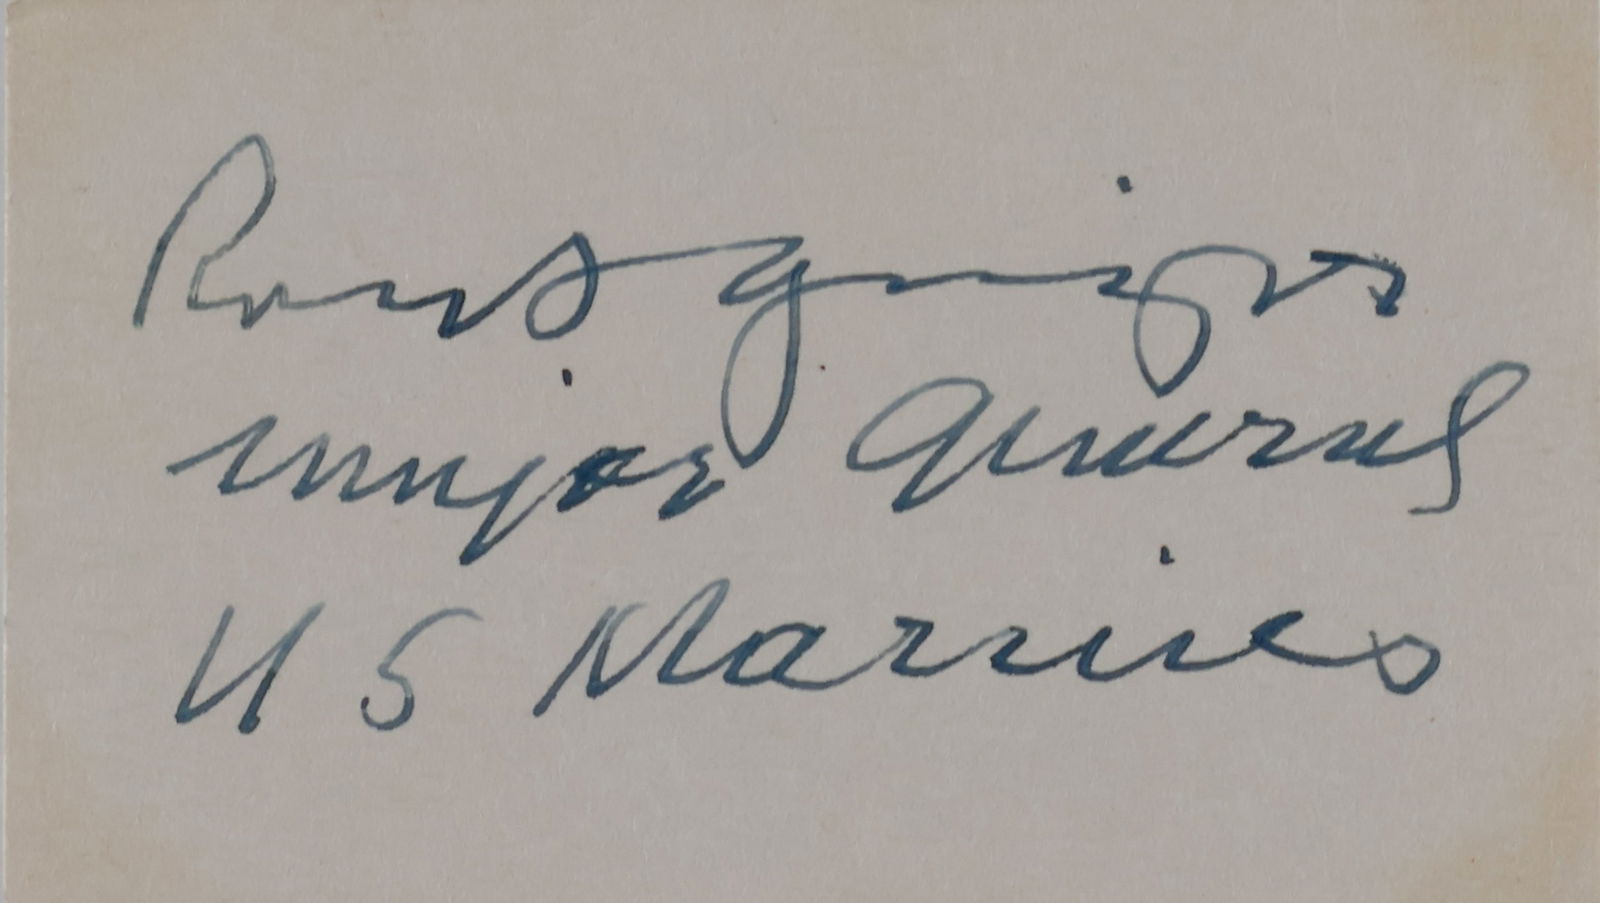 Major General
U S Marines